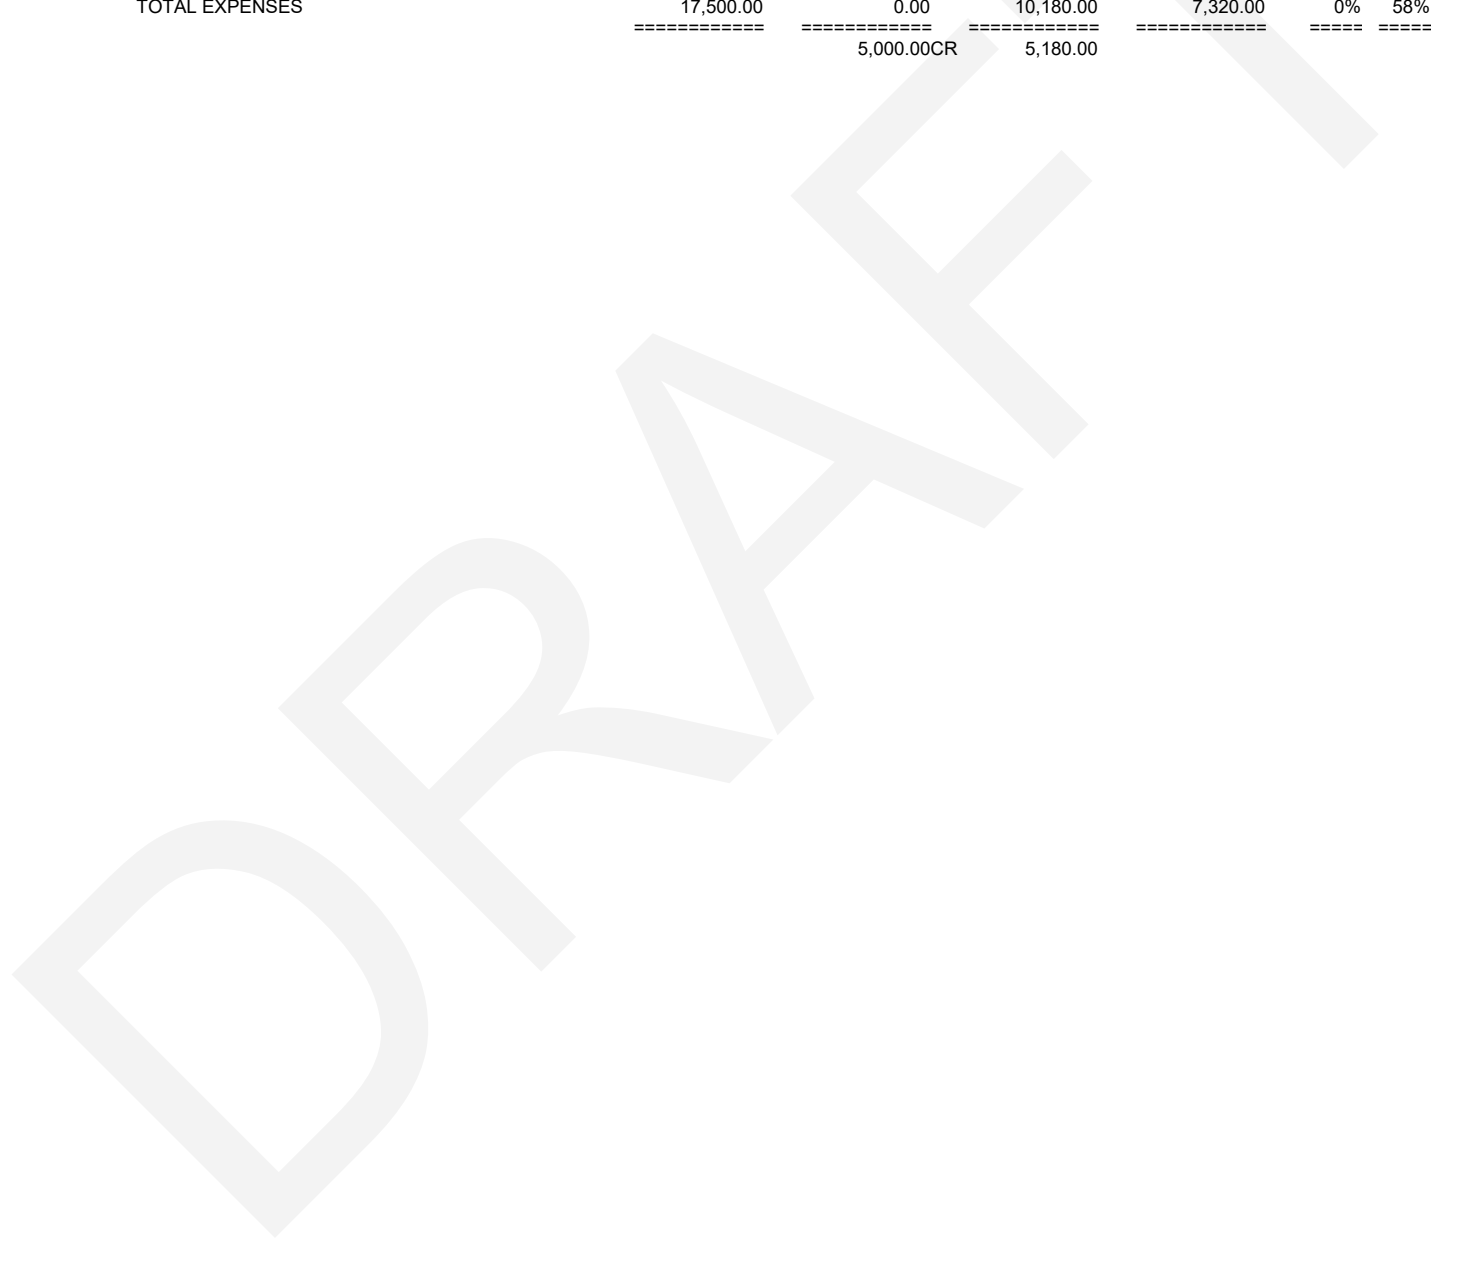 TOTAL EXPENSES 17,500.00 0.00 10,180.00 7,320.00 0% 58%
============ ============ ============ ============ ===== =====
5,000.00CR 5,180.00
DRAFT